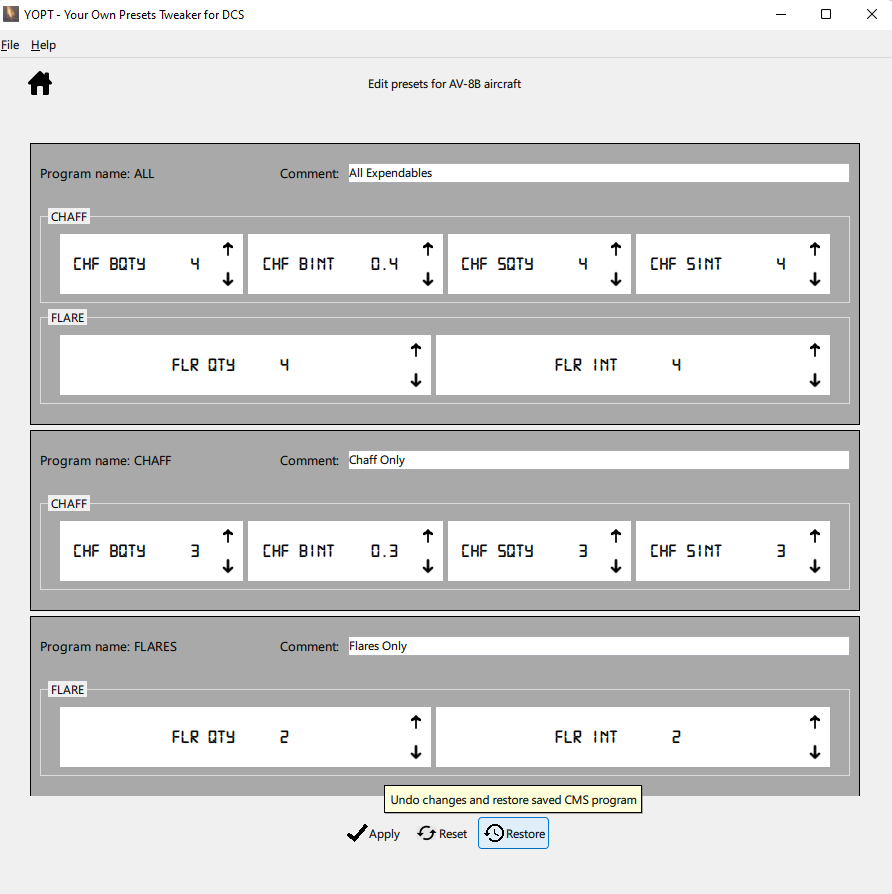 YOPT - Your Own Presets Tweaker for DCS
File Help
Edit presets for AV-8B aircraft
Program name: ALL Comment: All Expendables
CHAFF
CHF BQTY 4 CHF BINT 0.4 CHF SQTY 4 CHF SINT 4
FLARE
FLR QTY 4 FLR INT 4
Program name: CHAFF Comment: Chaff Only
CHAFF
CHF BQTY 3 CHF BINT 0.3 CHF SQTY 3 CHF SINT 3
Program name: FLARES Comment: Flares Only
FLARE
FLR QTY 2 FLR INT 2
Undo changes and restore saved CMS program
Apply Reset Restore